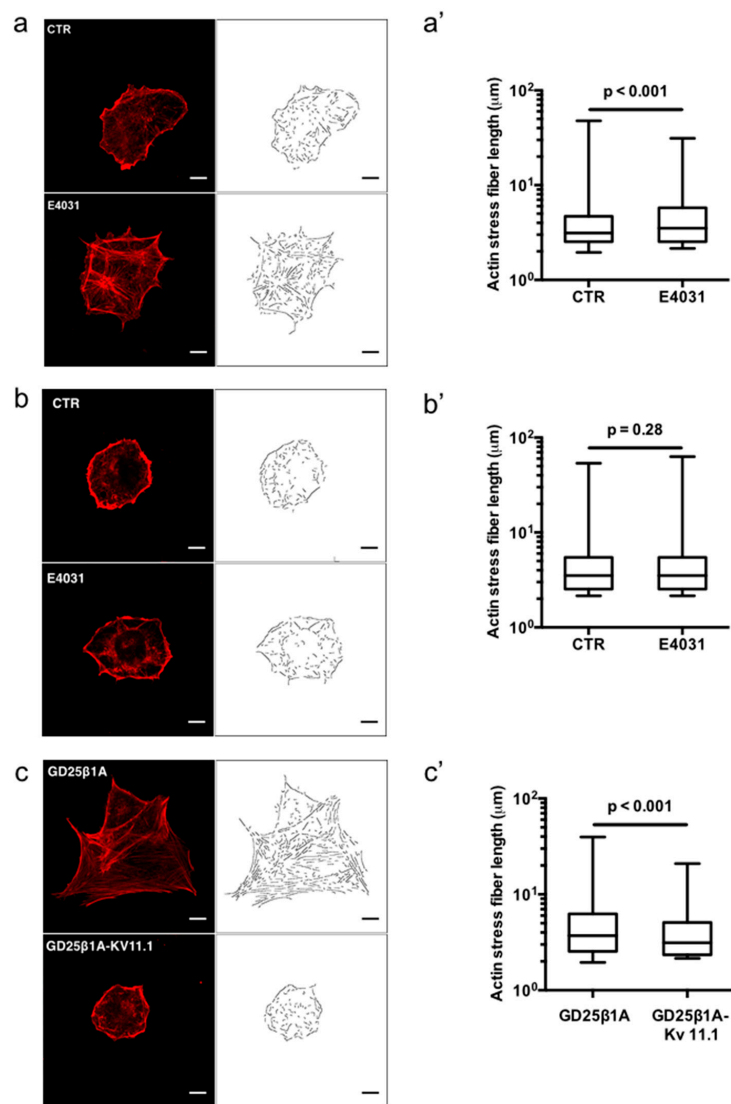 a
CTR
E4031
a’
Actin stress fiber length (μm)
10²
10¹
10⁰
p < 0.001
CTR E4031
b
CTR
E4031
b’
Actin stress fiber length (μm)
10²
10¹
10⁰
p = 0.28
CTR E4031
c
GD25β1A
GD25β1A-KV11.1
c’
Actin stress fiber length (μm)
10²
10¹
10⁰
p < 0.001
GD25β1A GD25β1A-
Kv 11.1